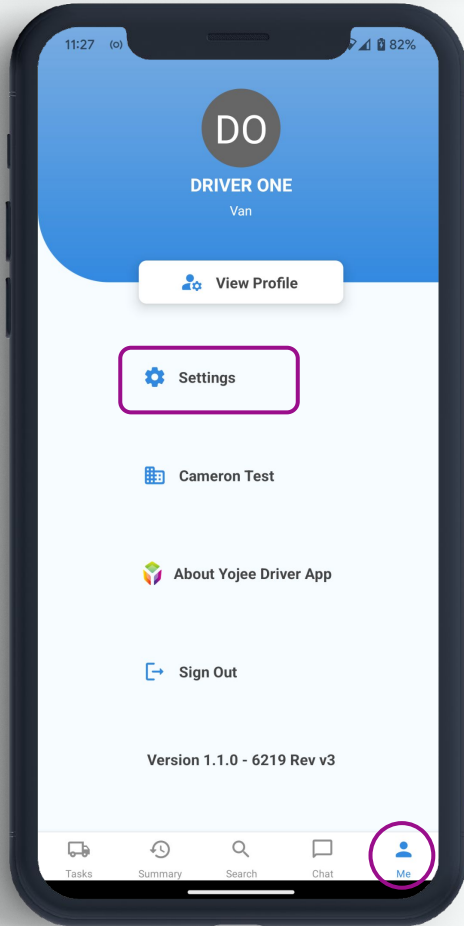 11:27 (o) 82%
DO
DRIVER ONE
Van
View Profile
Settings
Cameron Test
About Yojee Driver App
Sign Out
Version 1.1.0 - 6219 Rev v3
Tasks Summary Search Chat Me